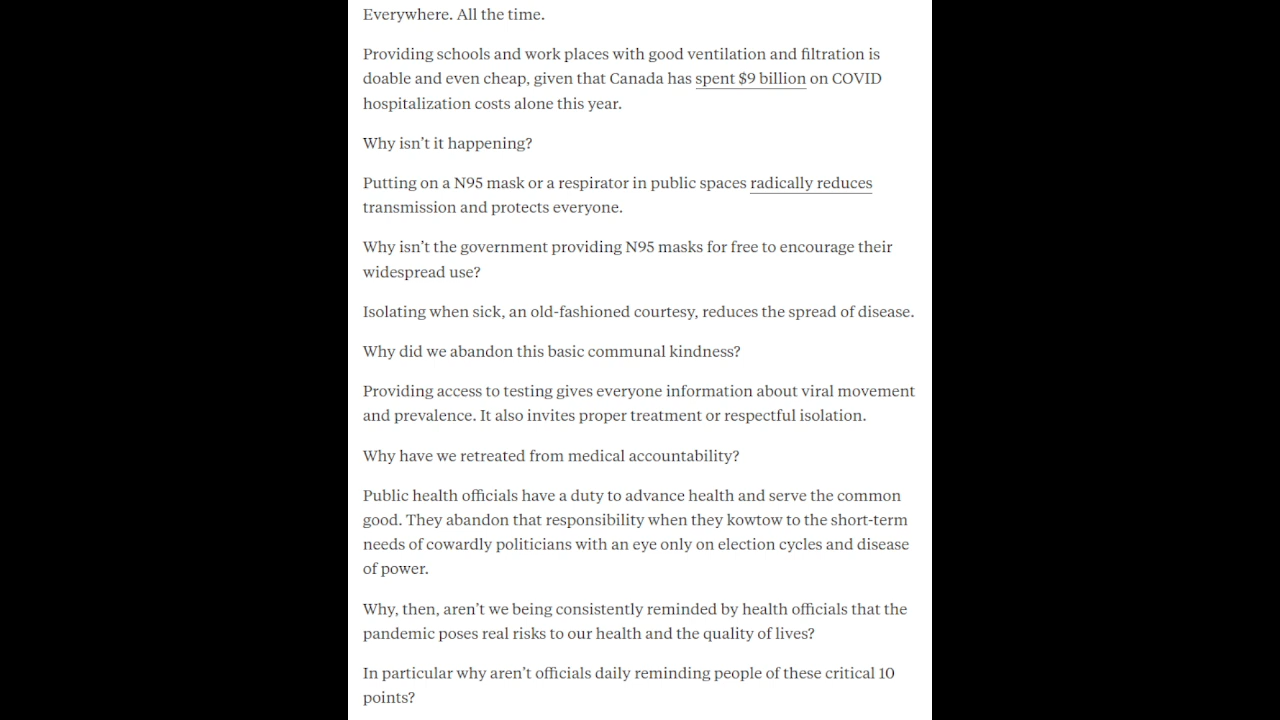 Everywhere. All the time.
Providing schools and work places with good ventilation and filtration is
doable and even cheap, given that Canada has spent $9 billion on COVID
hospitalization costs alone this year.
Why isn’t it happening?
Putting on a N95 mask or a respirator in public spaces radically reduces
transmission and protects everyone.
Why isn’t the government providing N95 masks for free to encourage their
widespread use?
Isolating when sick, an old-fashioned courtesy, reduces the spread of disease.
Why did we abandon this basic communal kindness?
Providing access to testing gives everyone information about viral movement
and prevalence. It also invites proper treatment or respectful isolation.
Why have we retreated from medical accountability?
Public health officials have a duty to advance health and serve the common
good. They abandon that responsibility when they kowtow to the short-term
needs of cowardly politicians with an eye only on election cycles and disease
of power.
Why, then, aren’t we being consistently reminded by health officials that the
pandemic poses real risks to our health and the quality of lives?
In particular why aren’t officials daily reminding people of these critical 10
points?